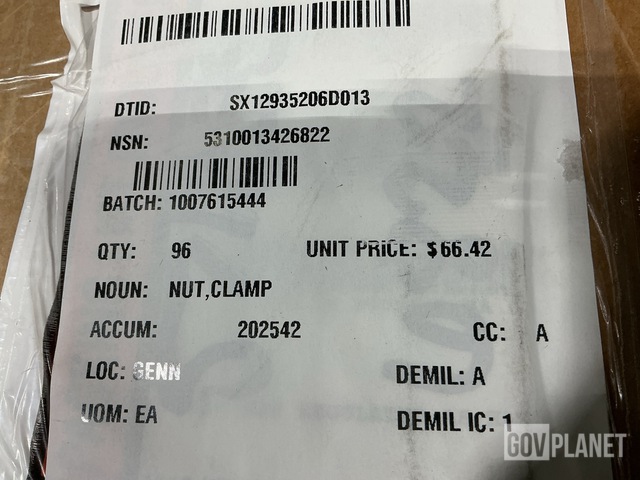 DTID: SX12935206D013
NSN: 5310013426822
BATCH: 1007615444
QTY: 96 UNIT PRICE: $66.42
NOUN: NUT,CLAMP
ACCUM: 202542 CC: A
LOC: GENN DEMIL: A
UOM: EA DEMIL IC: 1
GOVPLANET